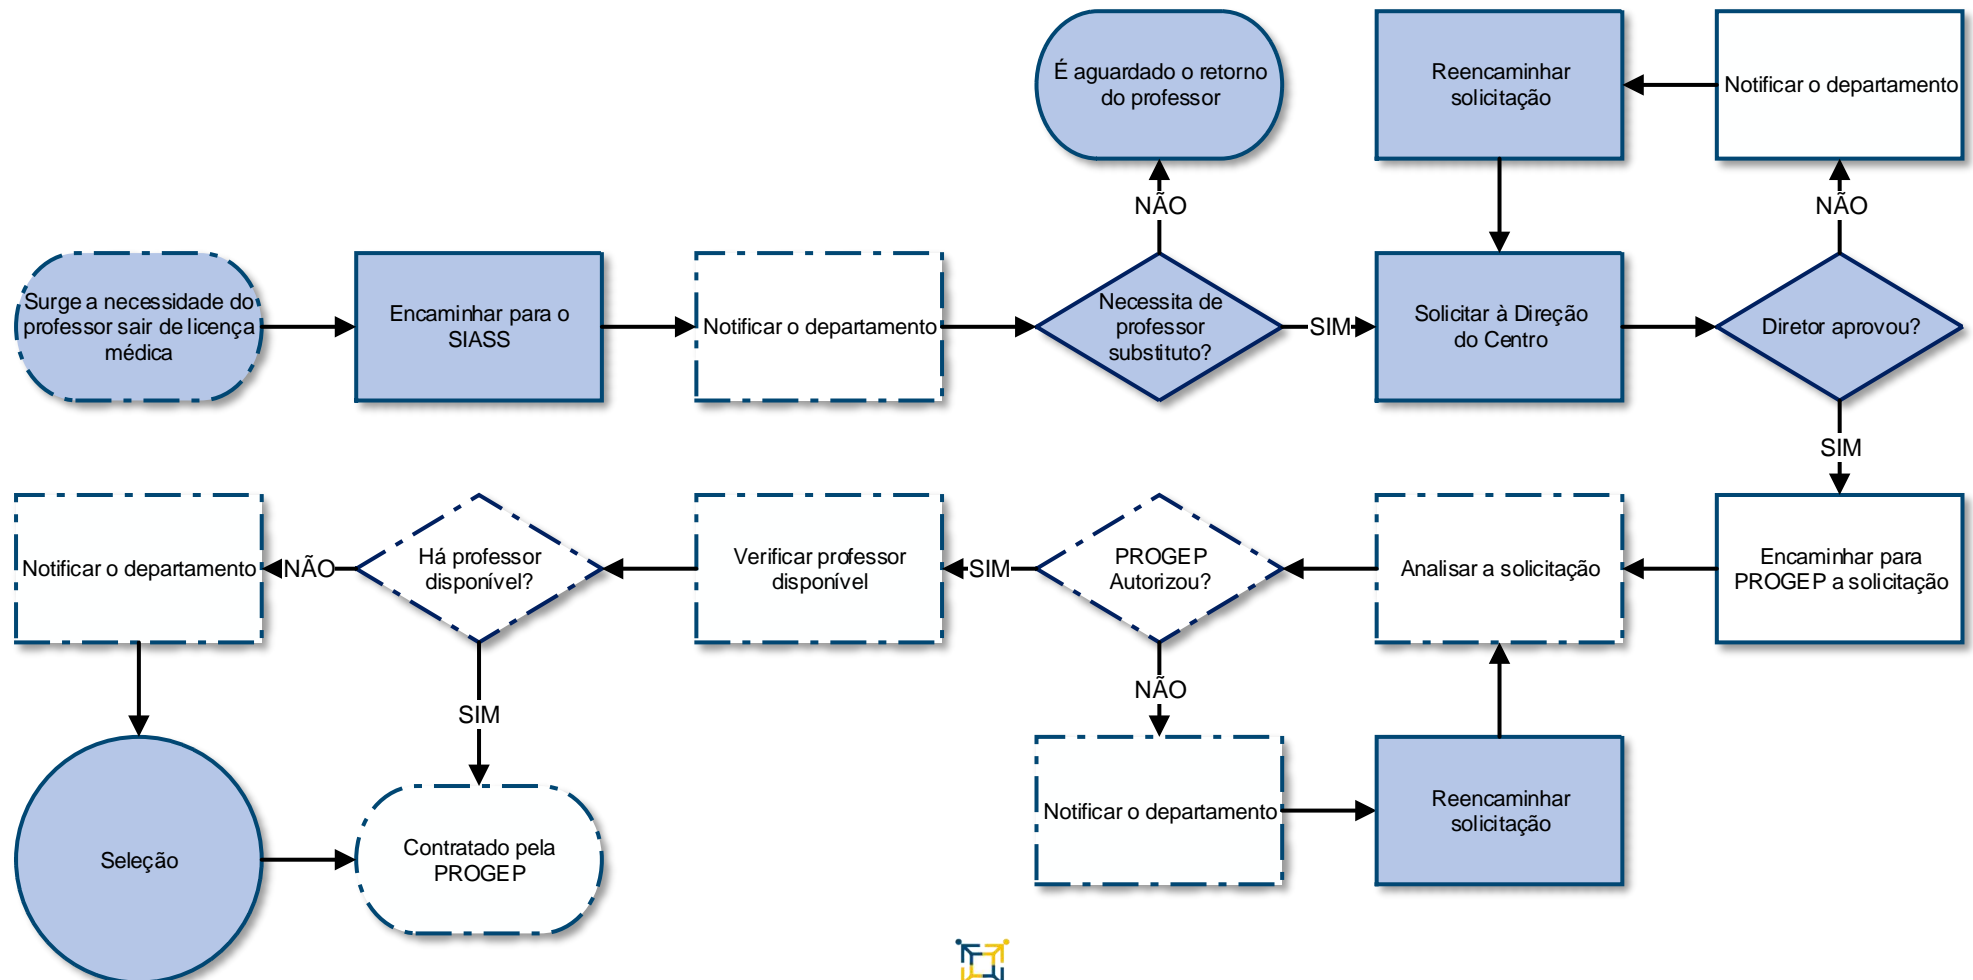 É aguardado o retorno
do professor
Reencaminhar
solicitação
Notificar o departamento
NÃO
NÃO
Surge a necessidade do
professor sair de licença
médica
Encaminhar para o
SIASS
Notificar o departamento
Necessita de
professor
substituto?
SIM
Solicitar à Direção
do Centro
Diretor aprovou?
SIM
Notificar o departamento
NÃO
Há professor
disponível?
Verificar professor
disponível
SIM
PROGEP
Autorizou?
Analisar a solicitação
Encaminhar para
PROGEP a solicitação
SIM
NÃO
Seleção
Contratado pela
PROGEP
Notificar o departamento
Reencaminhar
solicitação